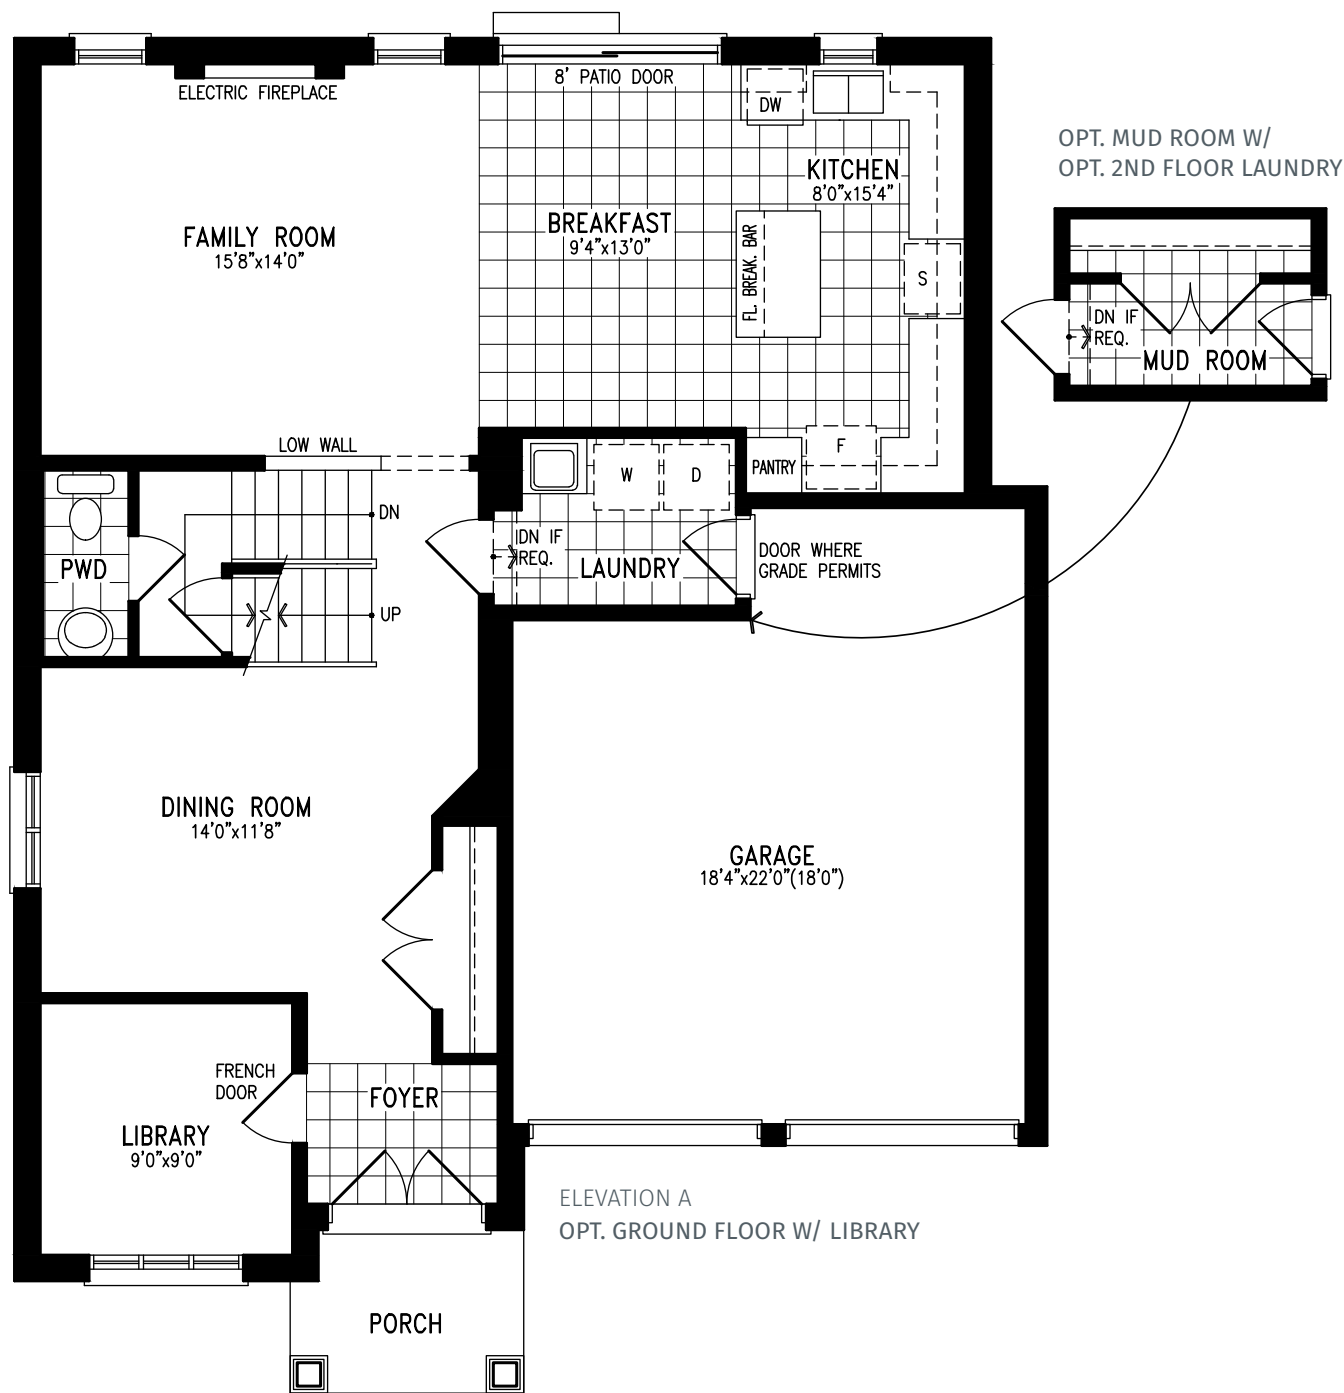 ELECTRIC FIREPLACE
8' PATIO DOOR
DW
KITCHEN
8'0"x15'4"
FAMILY ROOM
15'8"x14'0"
BREAKFAST
9'4"x13'0"
FL. BREAK. BAR
S
OPT. MUD ROOM W/
OPT. 2ND FLOOR LAUNDRY
DN IF
REQ.
MUD ROOM
LOW WALL
W
D
PANTRY
F
DN
PWD
DN IF
REQ.
LAUNDRY
DOOR WHERE
GRADE PERMITS
UP
DINING ROOM
14'0"x11'8"
GARAGE
18'4"x22'0"(18'0")
FRENCH
DOOR
FOYER
LIBRARY
9'0"x9'0"
ELEVATION A
OPT. GROUND FLOOR W/ LIBRARY
PORCH